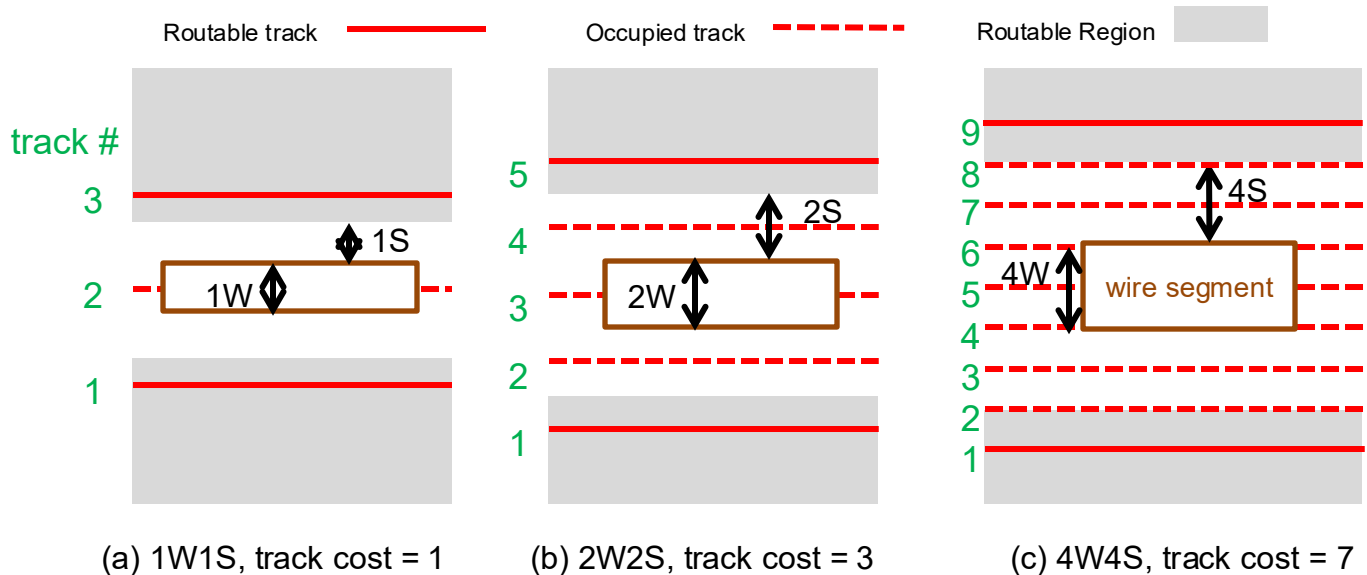 Routable track
Occupied track
Routable Region
track #
3
2
1
1S
1W
(a) 1W1S, track cost = 1
5
4
3
2
1
2S
2W
(b) 2W2S, track cost = 3
9
8
7
6
5
4
3
2
1
4S
4W
wire segment
(c) 4W4S, track cost = 7